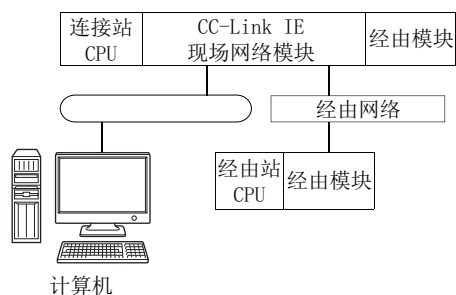 连接站
CPU
CC-Link IE
现场网络模块
经由模块
经由网络
经由站
CPU
经由模块
计算机